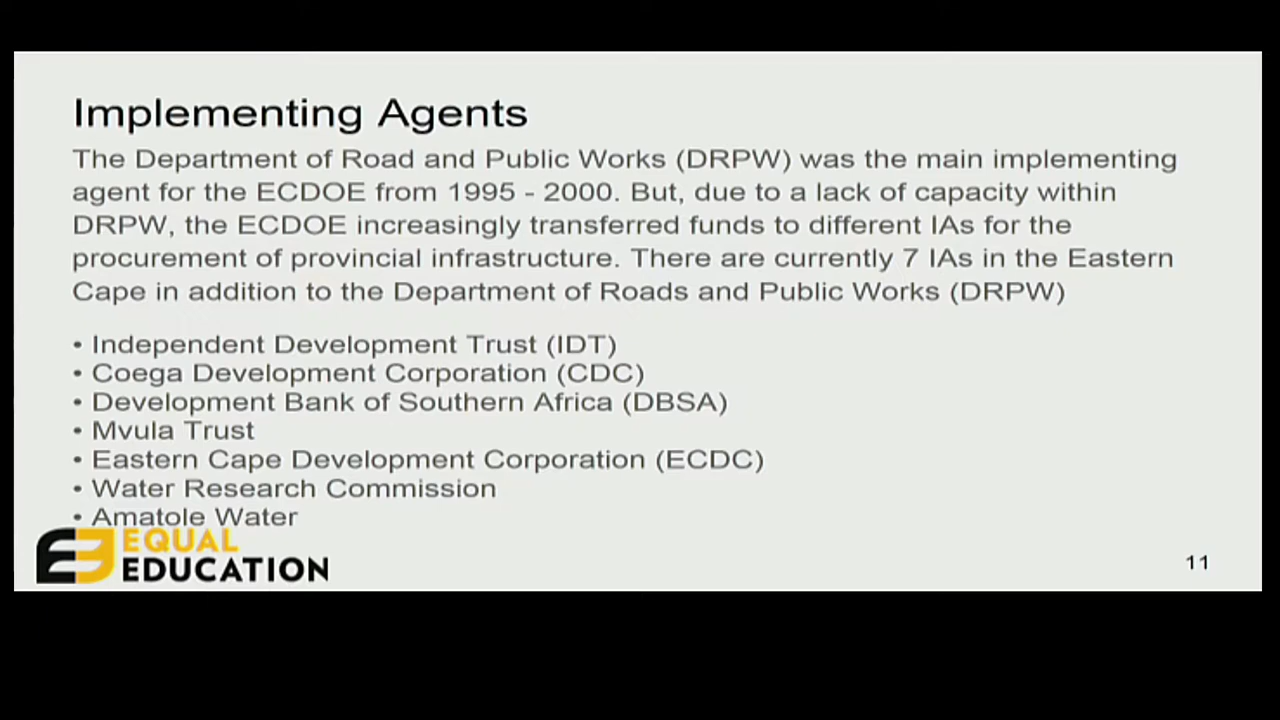 Implementing Agents
The Department of Road and Public Works (DRPW) was the main implementing
agent for the ECDOE from 1995 - 2000. But, due to a lack of capacity within
DRPW, the ECDOE increasingly transferred funds to different IAs for the
procurement of provincial infrastructure. There are currently 7 IAs in the Eastern
Cape in addition to the Department of Roads and Public Works (DRPW)
• Independent Development Trust (IDT)
• Coega Development Corporation (CDC)
• Development Bank of Southern Africa (DBSA)
• Mvula Trust
• Eastern Cape Development Corporation (ECDC)
• Water Research Commission
• Amatole Water
EQUAL
EDUCATION
11